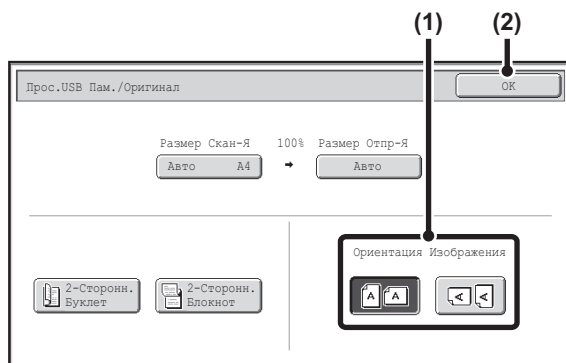 (1) (2)
Прос.USB Пам./Оригинал OK
Размер Скан-Я 100% Размер Отпр-Я
Авто A4 → Авто
Ориентация Изображения
2-Сторонн. Буклет
2-Сторонн. Блокнот
A A A A